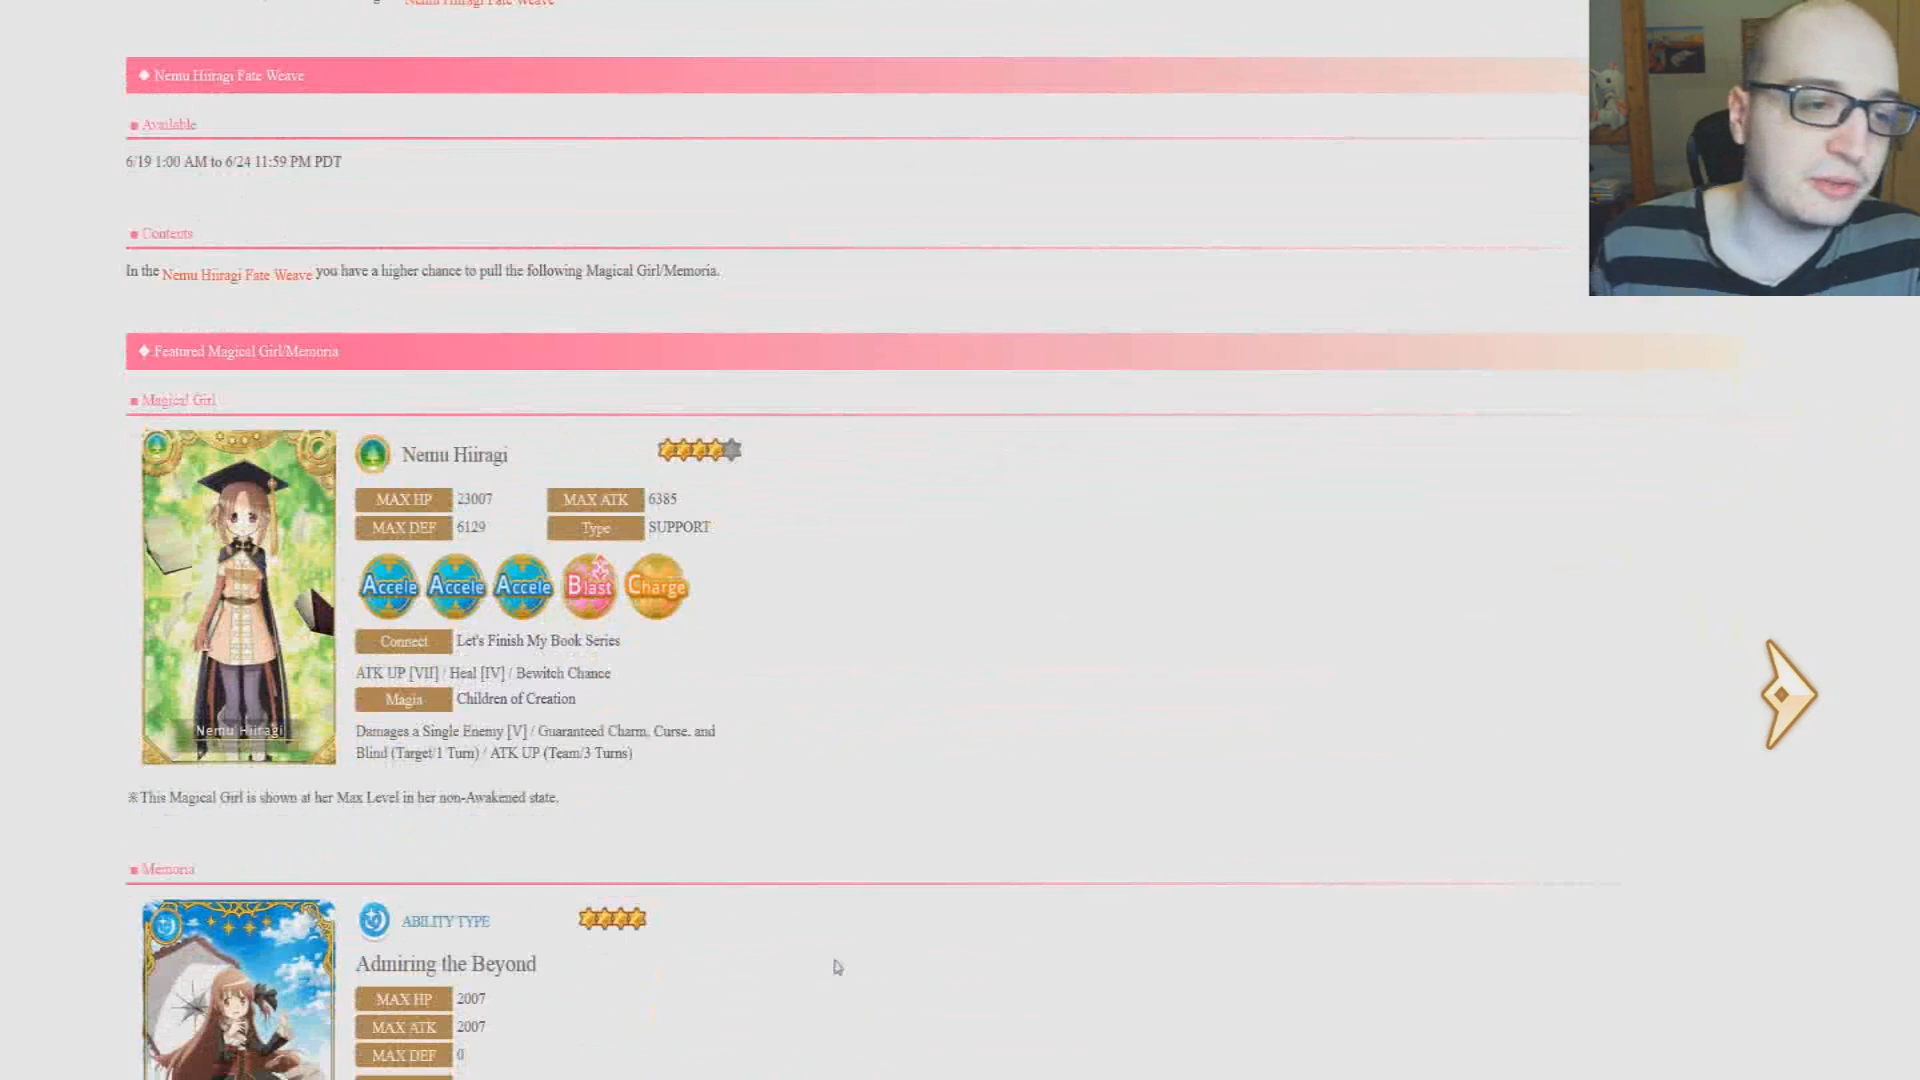 Nemu Hiiragi Fate Weave
◆ Nemu Hiiragi Fate Weave
■ Available
6/19 1:00 AM to 6/24 11:59 PM PDT
■ Contents
In the Nemu Hiiragi Fate Weave you have a higher chance to pull the following Magical Girl/Memoria.
◆ Featured Magical Girl/Memoria
■ Magical Girl
Nemu Hiiragi
MAX HP 23007 MAX ATK 6385
MAX DEF 6129 Type SUPPORT
Accele Accele Accele Blast Charge
Connect Let's Finish My Book Series
ATK UP [VII] / Heal [IV] / Bewitch Chance
Magia Children of Creation
Damages a Single Enemy [V] / Guaranteed Charm, Curse, and
Blind (Target/1 Turn) / ATK UP (Team/3 Turns)
Nemu Hiiragi
※This Magical Girl is shown at her Max Level in her non-Awakened state.
■ Memoria
ABILITY TYPE
Admiring the Beyond
MAX HP 2007
MAX ATK 2007
MAX DEF 0